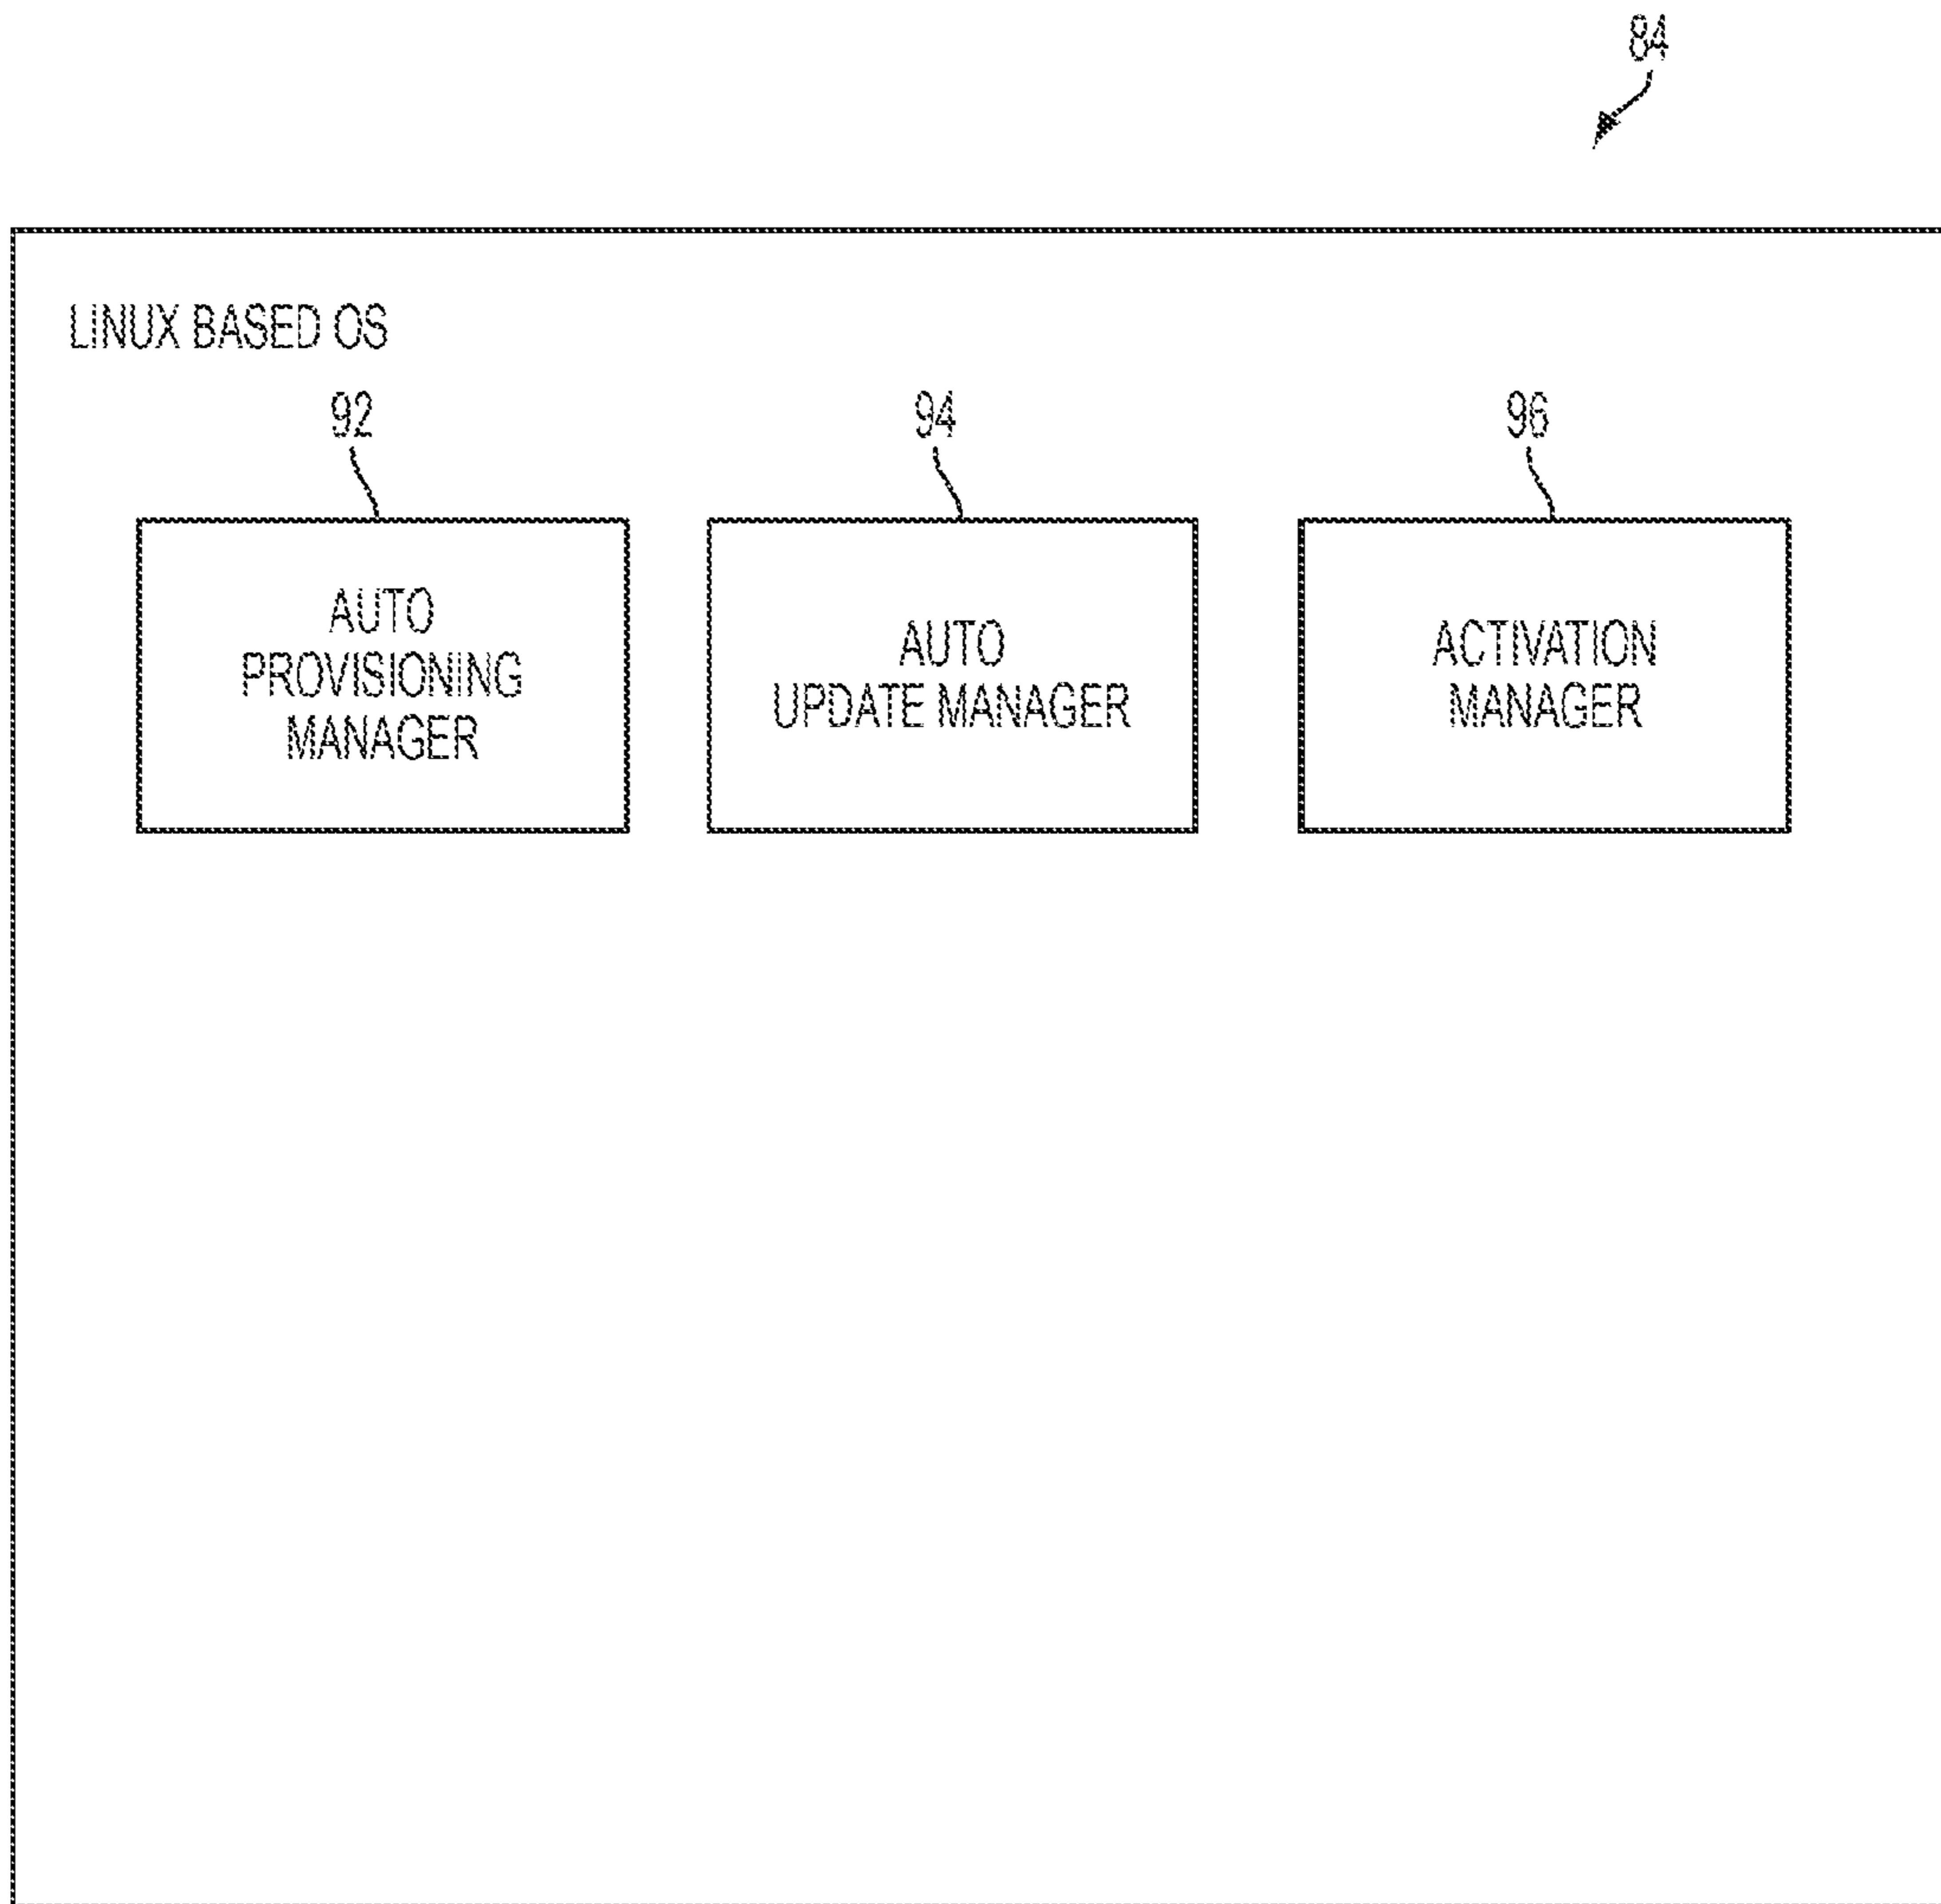 84
LINUX BASED OS
92
94
96
AUTO
PROVISIONING
MANAGER
AUTO
UPDATE MANAGER
ACTIVATION
MANAGER